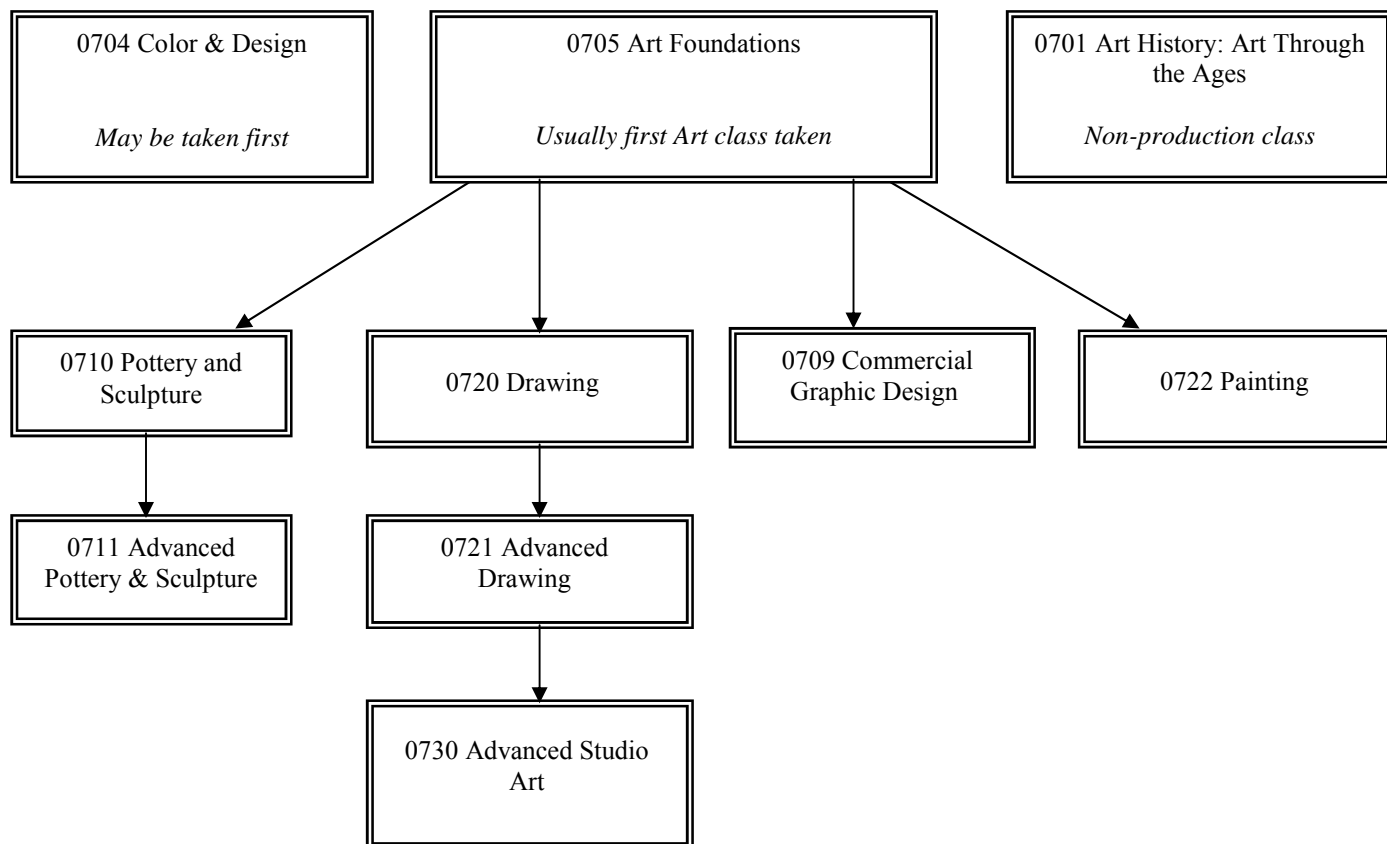 0704 Color & Design
May be taken first
0705 Art Foundations
Usually first Art class taken
0701 Art History: Art Through
the Ages
Non-production class
0710 Pottery and
Sculpture
0720 Drawing
0709 Commercial
Graphic Design
0722 Painting
0711 Advanced
Pottery & Sculpture
0721 Advanced
Drawing
0730 Advanced Studio
Art